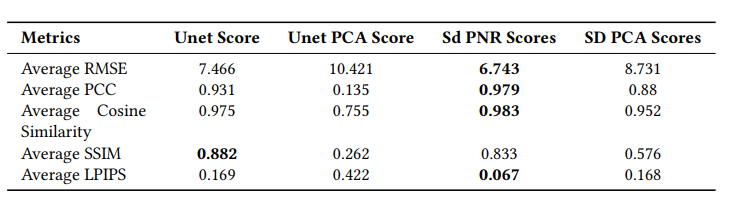 Metrics Unet Score Unet PCA Score Sd PNR Scores SD PCA Scores
Average RMSE 7.466 10.421 6.743 8.731
Average PCC 0.931 0.135 0.979 0.88
Average Cosine 0.975 0.755 0.983 0.952
Similarity
Average SSIM 0.882 0.262 0.833 0.576
Average LPIPS 0.169 0.422 0.067 0.168